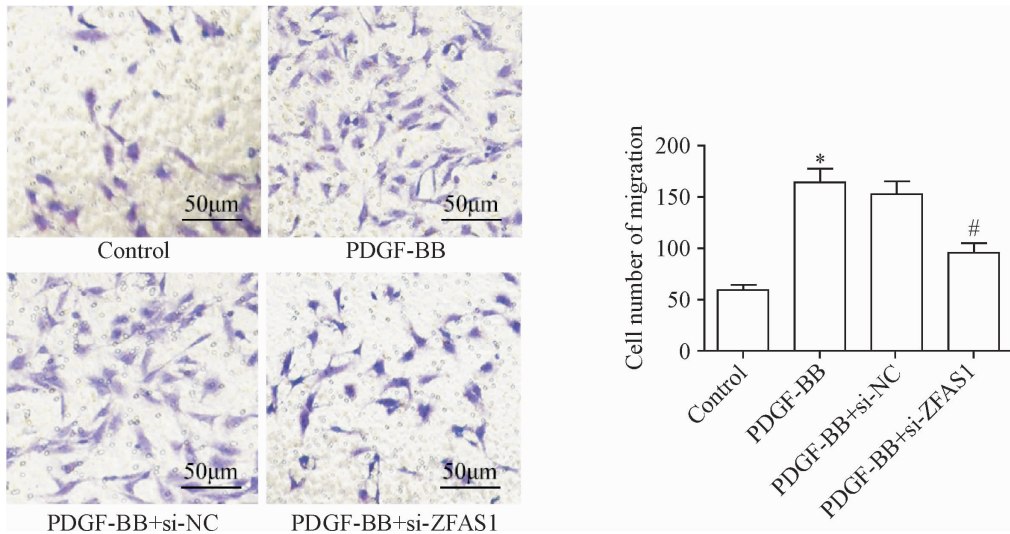 50μm
50μm
Control
PDGF-BB
50μm
50μm
PDGF-BB+si-NC
PDGF-BB+si-ZFAS1
Cell number of migration
200
150
100
50
0
*
#
Control
PDGF-BB
PDGF-BB+si-NC
PDGF-BB+si-ZFAS1